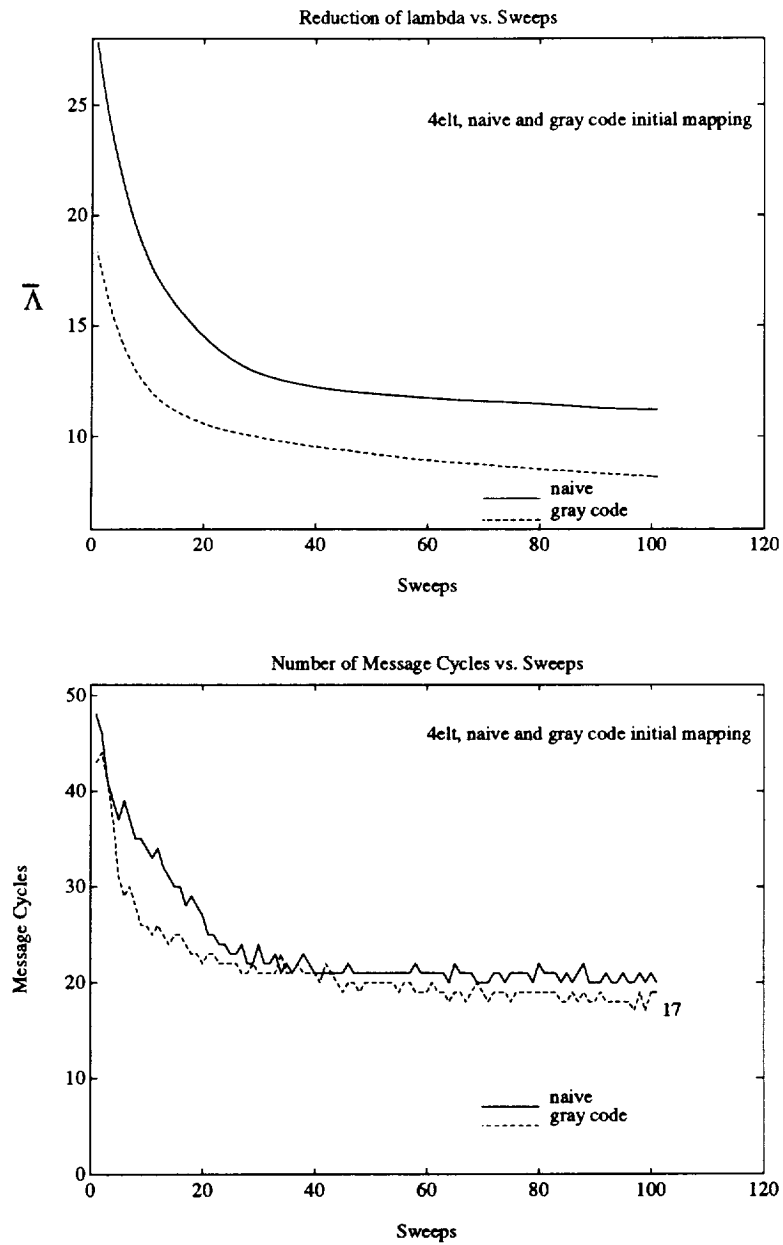 Reduction of lambda vs. Sweeps
25
20
15
10
Λ̄
4elt, naive and gray code initial mapping
naive
gray code
0 20 40 60 80 100 120
Sweeps
Number of Message Cycles vs. Sweeps
50
40
30
20
10
0
Message Cycles
4elt, naive and gray code initial mapping
17
naive
gray code
0 20 40 60 80 100 120
Sweeps